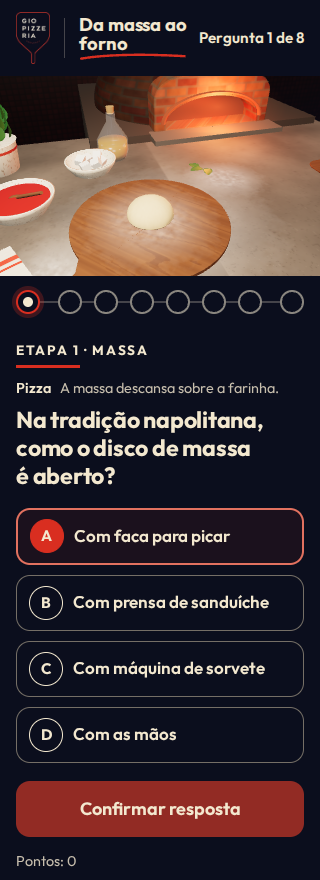 GIO
PIZZE
RIA
Da massa ao
forno
Pergunta 1 de 8
ETAPA 1 · MASSA
Pizza A massa descansa sobre a farinha.
Na tradição napolitana,
como o disco de massa
é aberto?
A Com faca para picar
B Com prensa de sanduíche
C Com máquina de sorvete
D Com as mãos
Confirmar resposta
Pontos: 0